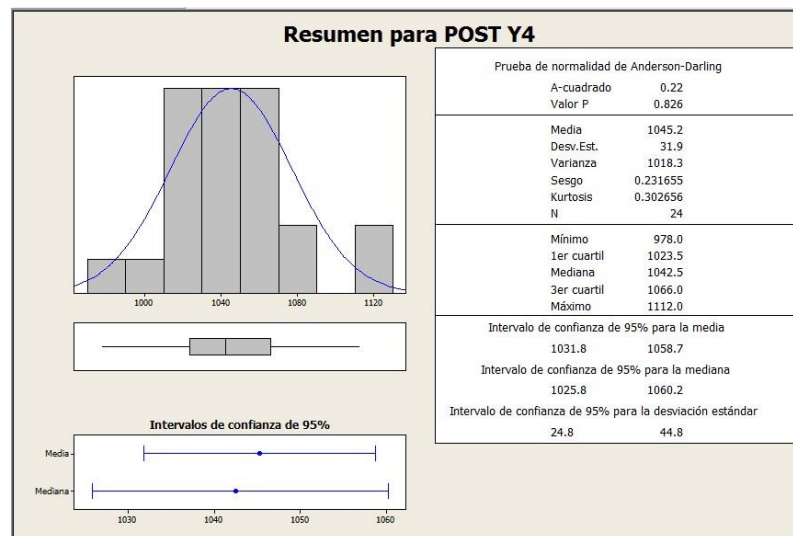 Resumen para POST Y4
1000 1040 1080 1120
Intervalos de confianza de 95%
Media
Mediana
1030 1040 1050 1060
Prueba de normalidad de Anderson-Darling
A-cuadrado 0.22
Valor P 0.826
Media 1045.2
Desv.Est. 31.9
Varianza 1018.3
Sesgo 0.231655
Kurtosis 0.302656
N 24
Mínimo 978.0
1er cuartil 1023.5
Mediana 1042.5
3er cuartil 1066.0
Máximo 1112.0
Intervalo de confianza de 95% para la media
1031.8 1058.7
Intervalo de confianza de 95% para la mediana
1025.8 1060.2
Intervalo de confianza de 95% para la desviación estándar
24.8 44.8